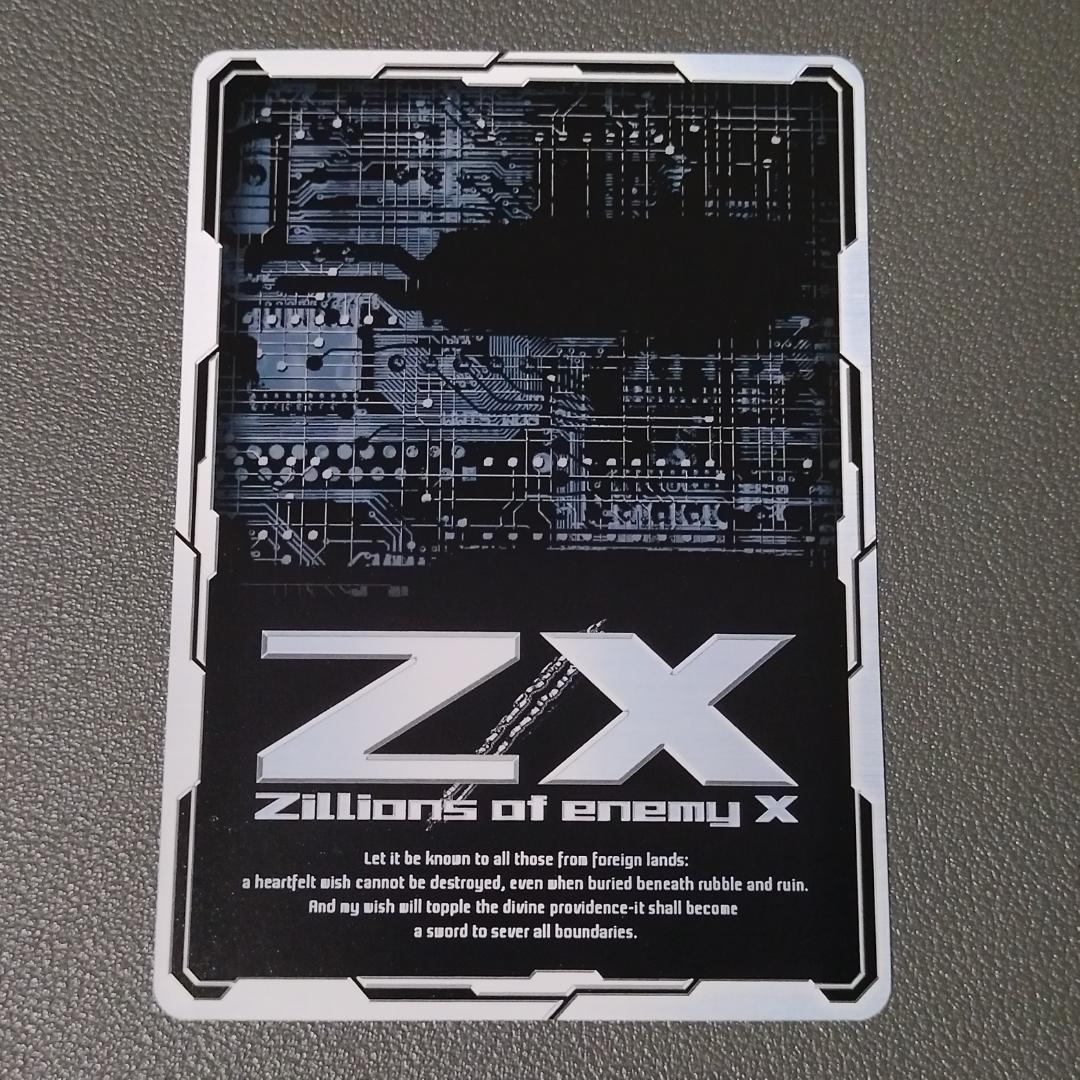 Z/X
Zillions of enemy X
Let it be known to all those from foreign lands:
a heartfelt wish cannot be destroyed, even when buried beneath rubble and ruin.
And my wish will topple the divine providence-it shall become
a sword to sever all boundaries.